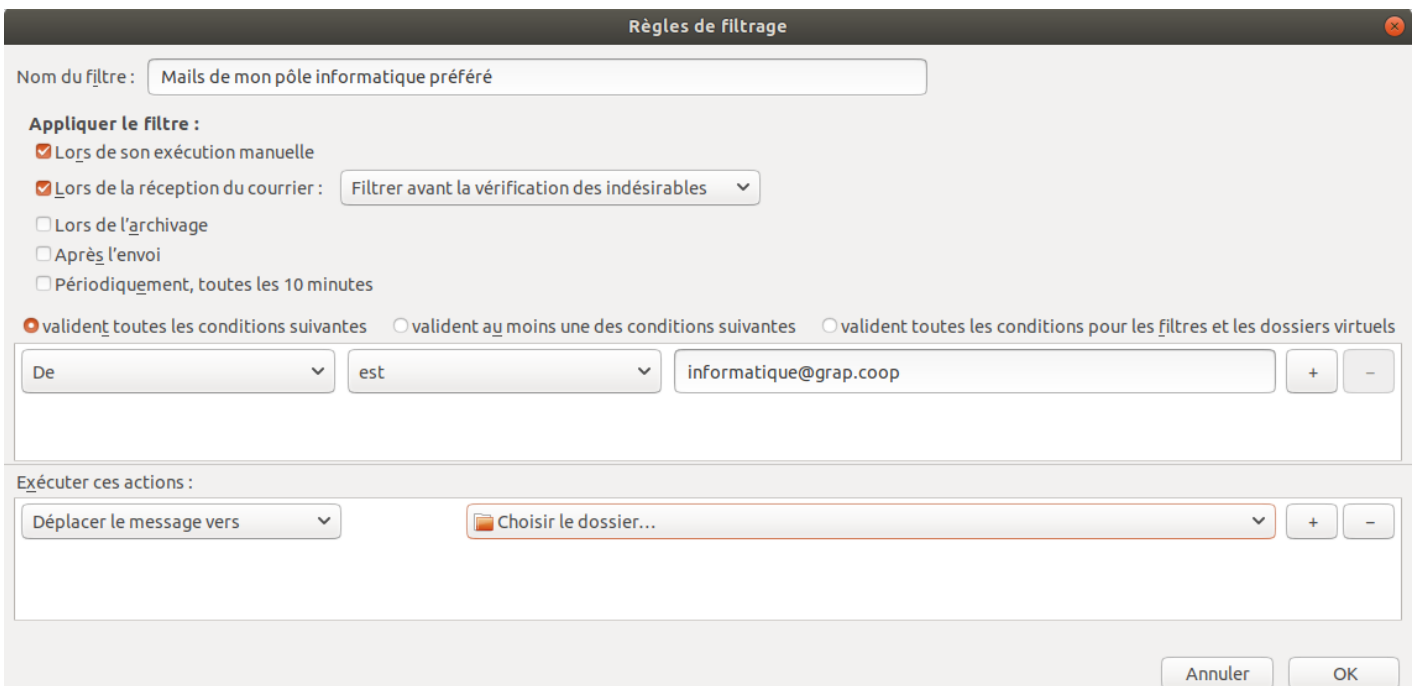 Règles de filtrage
Nom du filtre : Mails de mon pôle informatique préféré
Appliquer le filtre :
Lors de son exécution manuelle
Lors de la réception du courrier : Filtrer avant la vérification des indésirables
Lors de l'archivage
Après l'envoi
Périodiquement, toutes les 10 minutes
valident toutes les conditions suivantes valident au moins une des conditions suivantes valident toutes les conditions pour les filtres et les dossiers virtuels
De est informatique@grap.coop + -
Exécuter ces actions :
Déplacer le message vers Choisir le dossier… + -
Annuler OK